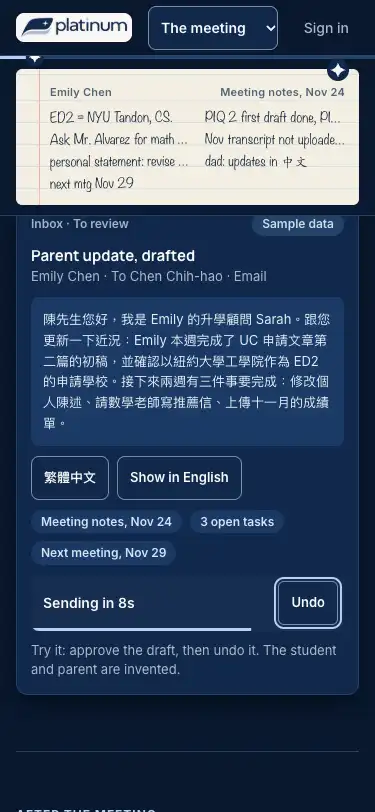 platinum
The meeting
Sign in
Emily Chen
Meeting notes, Nov 24
ED2 = NYU Tandon, CS.
PIQ 2 first draft done, PI...
Ask Mr. Alvarez for math ...
Nov transcript not uploade...
personal statement: revise ...
dad: updates in 中文
next mtg Nov 29
Inbox · To review
Sample data
Parent update, drafted
Emily Chen · To Chen Chih-hao · Email
陳先生您好，我是 Emily 的升學顧問 Sarah。跟您
更新一下近況：Emily 本週完成了 UC 申請文章第
二篇的初稿，並確認以紐約大學工學院作為 ED2
的申請學校。接下來兩週有三件事要完成：修改個
人陳述、請數學老師寫推薦信、上傳十一月的成績
單。
繁體中文
Show in English
Meeting notes, Nov 24
3 open tasks
Next meeting, Nov 29
Sending in 8s
Undo
Try it: approve the draft, then undo it. The student
and parent are invented.
AFTER THE MEETING